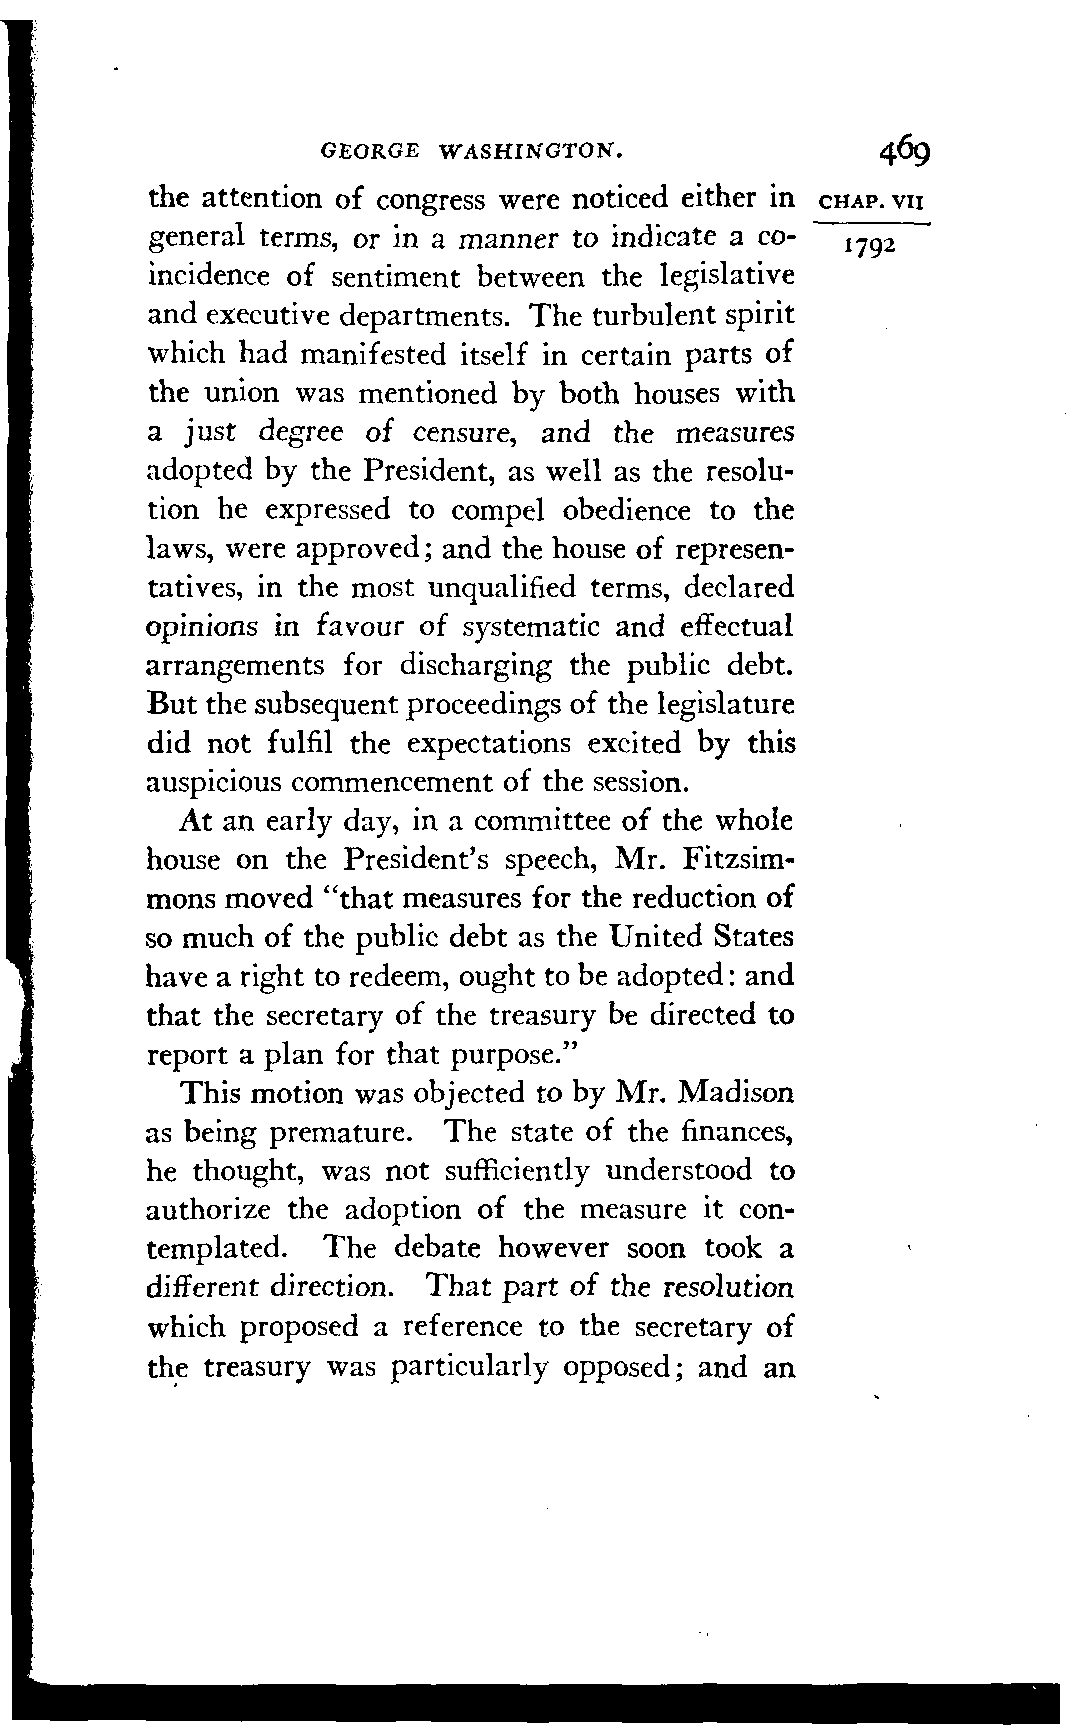 GEORGE WASHINGTON. 469
the attention of congress were noticed either in CHAP. VII
general terms, or in a manner to indicate a co- 1792
incidence of sentiment between the legislative
and executive departments. The turbulent spirit
which had manifested itself in certain parts of
the union was mentioned by both houses with
a just degree of censure, and the measures
adopted by the President, as well as the resolu-
tion he expressed to compel obedience to the
laws, were approved; and the house of represen-
tatives, in the most unqualified terms, declared
opinions in favour of systematic and effectual
arrangements for discharging the public debt.
But the subsequent proceedings of the legislature
did not fulfil the expectations excited by this
auspicious commencement of the session.
At an early day, in a committee of the whole
house on the President's speech, Mr. Fitzsim-
mons moved "that measures for the reduction of
so much of the public debt as the United States
have a right to redeem, ought to be adopted: and
that the secretary of the treasury be directed to
report a plan for that purpose."
This motion was objected to by Mr. Madison
as being premature. The state of the finances,
he thought, was not sufficiently understood to
authorize the adoption of the measure it con-
templated. The debate however soon took a
different direction. That part of the resolution
which proposed a reference to the secretary of
the treasury was particularly opposed; and an